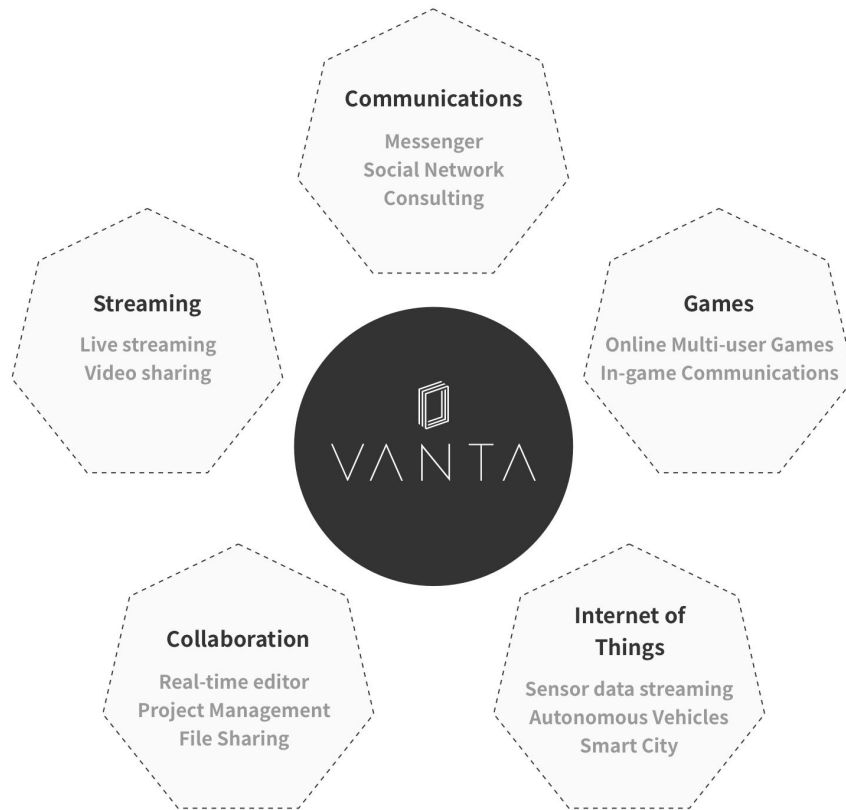 Communications
Messenger
Social Network
Consulting
Streaming
Live streaming
Video sharing
Games
Online Multi-user Games
In-game Communications
VANTA
Collaboration
Real-time editor
Project Management
File Sharing
Internet of
Things
Sensor data streaming
Autonomous Vehicles
Smart City